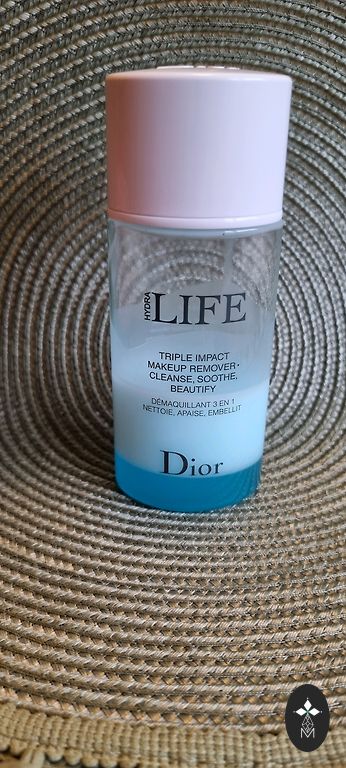 HYDRA
LIFE
TRIPLE IMPACT
MAKEUP REMOVER•
CLEANSE, SOOTHE,
BEAUTIFY
DÉMAQUILLANT 3 EN 1
NETTOIE, APAISE, EMBELLIT
Dior